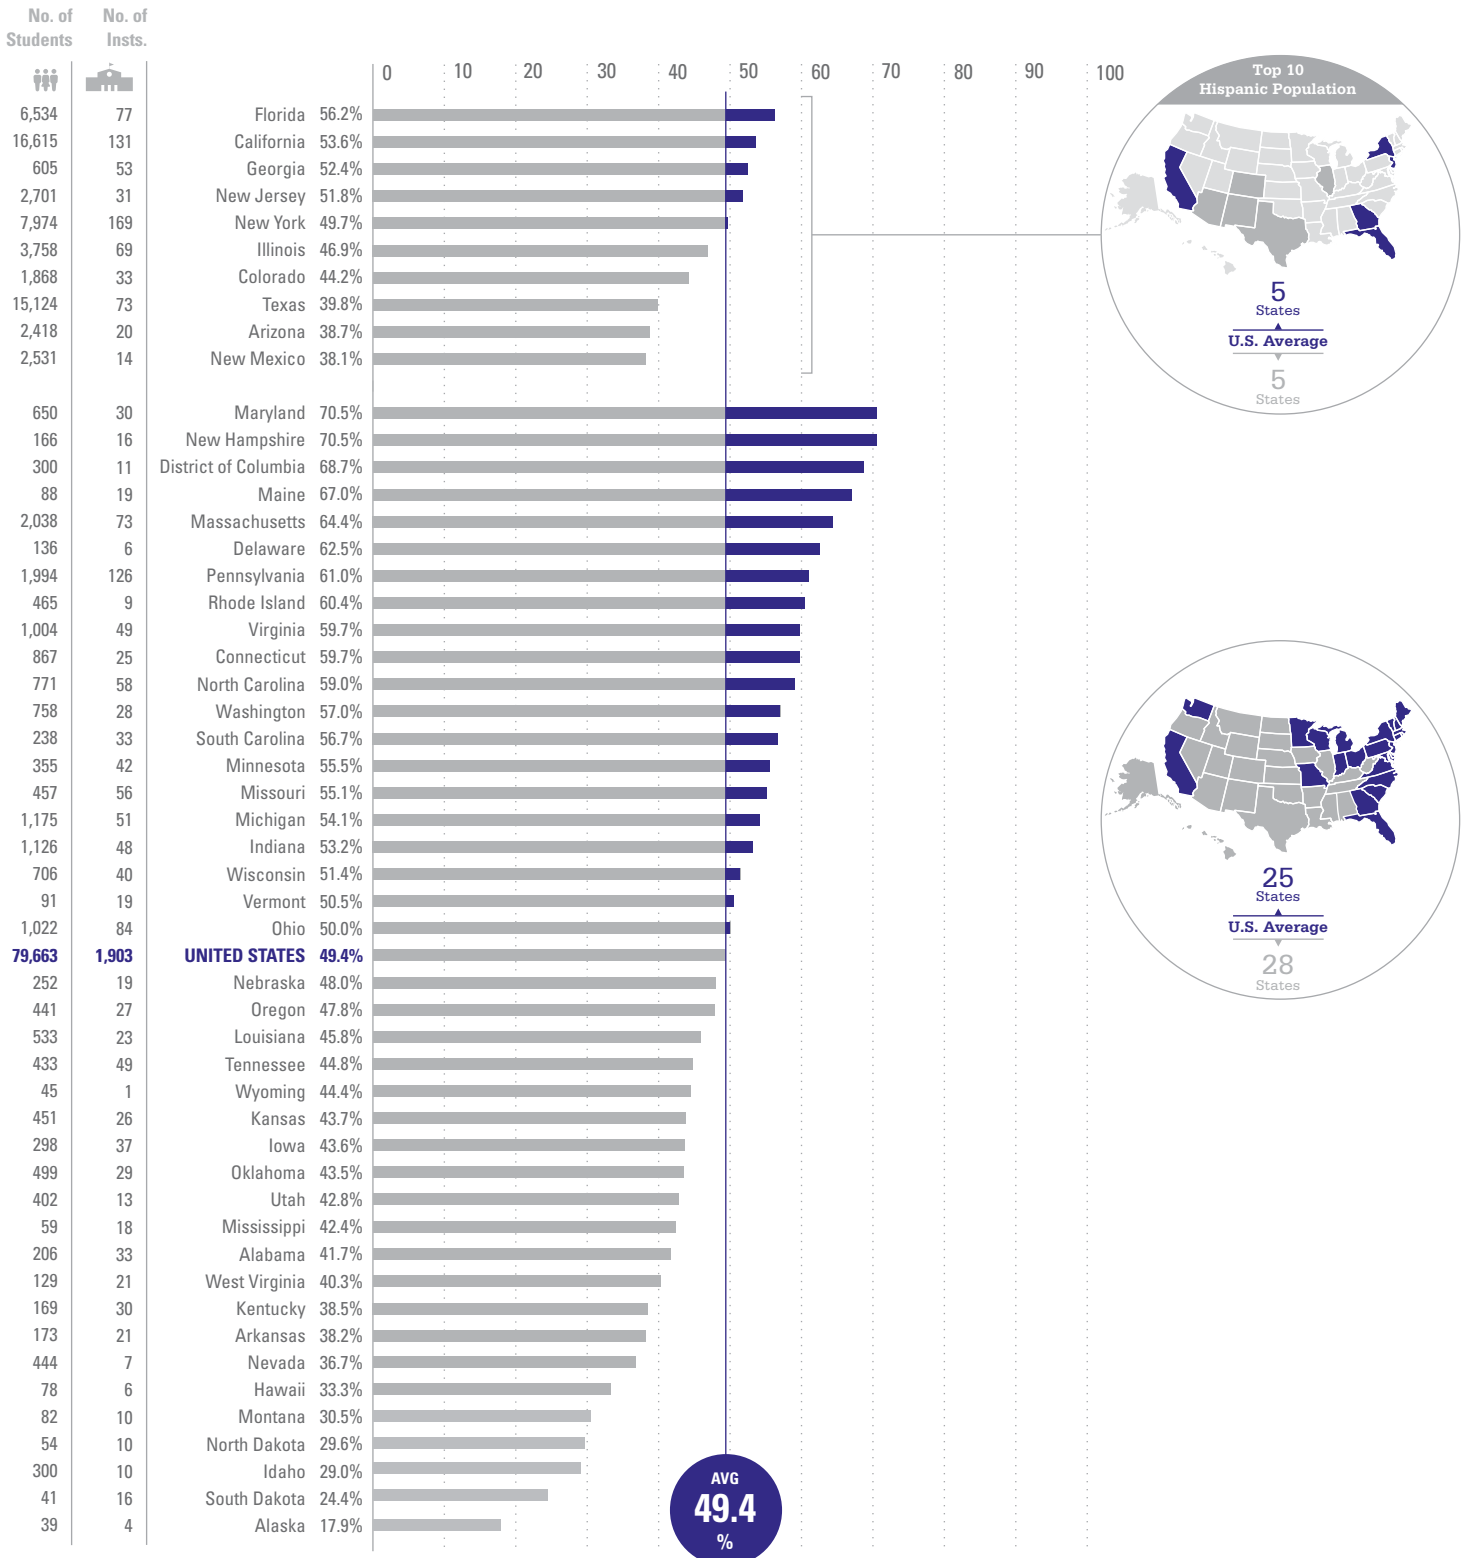 No. of Students No. of Insts.
0 10 20 30 40 50 60 70 80 90 100
6,534 77 Florida 56.2%
16,615 131 California 53.6%
605 53 Georgia 52.4%
2,701 31 New Jersey 51.8%
7,974 169 New York 49.7%
3,758 69 Illinois 46.9%
1,868 33 Colorado 44.2%
15,124 73 Texas 39.8%
2,418 20 Arizona 38.7%
2,531 14 New Mexico 38.1%
Top 10
Hispanic Population
5
States
U.S. Average
5
States
650 30 Maryland 70.5%
166 16 New Hampshire 70.5%
300 11 District of Columbia 68.7%
88 19 Maine 67.0%
2,038 73 Massachusetts 64.4%
136 6 Delaware 62.5%
1,994 126 Pennsylvania 61.0%
465 9 Rhode Island 60.4%
1,004 49 Virginia 59.7%
867 25 Connecticut 59.7%
771 58 North Carolina 59.0%
758 28 Washington 57.0%
238 33 South Carolina 56.7%
355 42 Minnesota 55.5%
457 56 Missouri 55.1%
1,175 51 Michigan 54.1%
1,126 48 Indiana 53.2%
706 40 Wisconsin 51.4%
91 19 Vermont 50.5%
1,022 84 Ohio 50.0%
79,663 1,903 UNITED STATES 49.4%
252 19 Nebraska 48.0%
441 27 Oregon 47.8%
533 23 Louisiana 45.8%
433 49 Tennessee 44.8%
45 1 Wyoming 44.4%
451 26 Kansas 43.7%
298 37 Iowa 43.6%
499 29 Oklahoma 43.5%
402 13 Utah 42.8%
59 18 Mississippi 42.4%
206 33 Alabama 41.7%
129 21 West Virginia 40.3%
169 30 Kentucky 38.5%
173 21 Arkansas 38.2%
444 7 Nevada 36.7%
78 6 Hawaii 33.3%
82 10 Montana 30.5%
54 10 North Dakota 29.6%
300 10 Idaho 29.0%
41 16 South Dakota 24.4%
39 4 Alaska 17.9%
25
States
U.S. Average
28
States
AVG
49.4
%